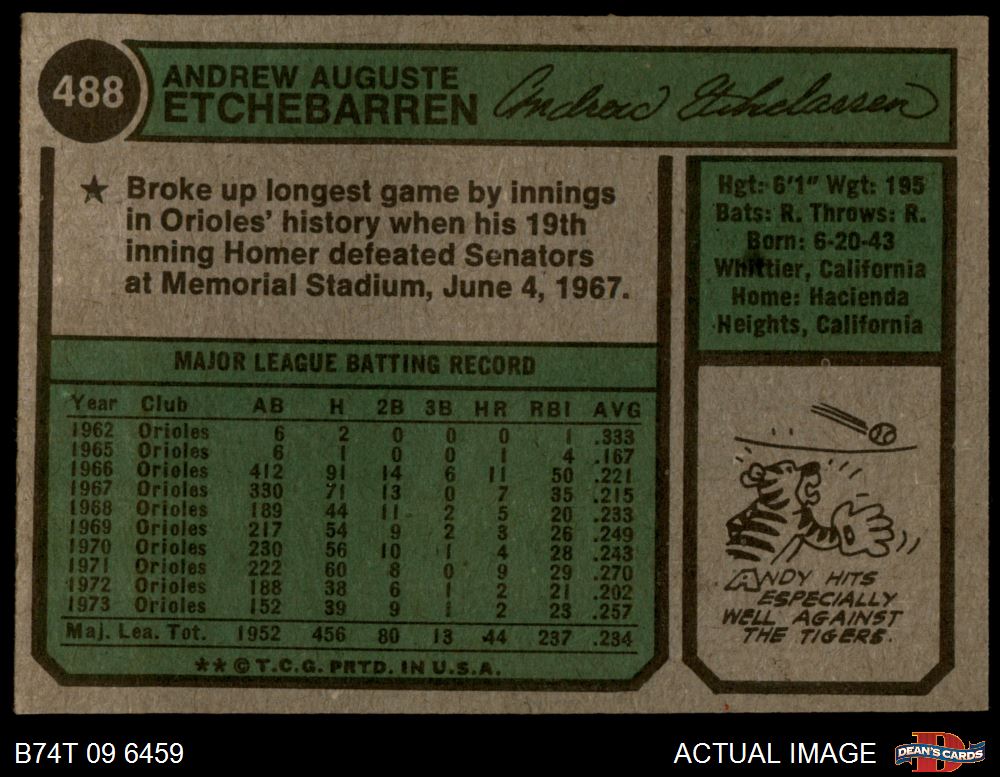 488
ANDREW AUGUSTE
ETCHEBARREN
Andrew Etchebarren
★ Broke up longest game by innings
in Orioles' history when his 19th
inning Homer defeated Senators
at Memorial Stadium, June 4, 1967.
Hgt: 6'1" Wgt: 195
Bats: R. Throws: R.
Born: 6-20-43
Whittier, California
Home: Hacienda
Heights, California
MAJOR LEAGUE BATTING RECORD
Year Club AB H 2B 3B HR RBI AVG
1962 Orioles 6 2 0 0 0 1 .333
1965 Orioles 6 1 0 0 1 4 .167
1966 Orioles 412 91 14 6 11 50 .221
1967 Orioles 330 71 13 0 7 35 .215
1968 Orioles 189 44 11 2 5 20 .233
1969 Orioles 217 54 9 2 3 26 .249
1970 Orioles 230 56 10 1 4 28 .243
1971 Orioles 222 60 8 0 9 29 .270
1972 Orioles 188 38 6 1 2 21 .202
1973 Orioles 152 39 9 1 2 23 .257
Maj. Lea. Tot. 1952 456 80 13 44 237 .234
**©T.C.G. PRTD. IN U.S.A.
ANDY HITS
ESPECIALLY
WELL AGAINST
THE TIGERS.
B74T 09 6459
ACTUAL IMAGE
D
DEAN'S CARDS